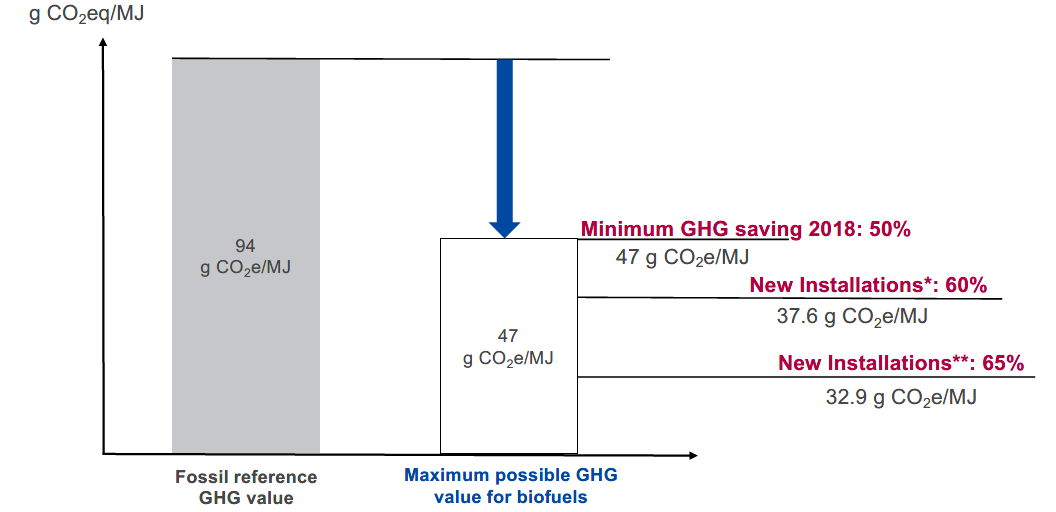 g CO₂eq/MJ
94
g CO₂e/MJ
47
g CO₂e/MJ
Minimum GHG saving 2018: 50%
47 g CO₂e/MJ
New Installations*: 60%
37.6 g CO₂e/MJ
New Installations**: 65%
32.9 g CO₂e/MJ
Fossil reference
GHG value
Maximum possible GHG
value for biofuels